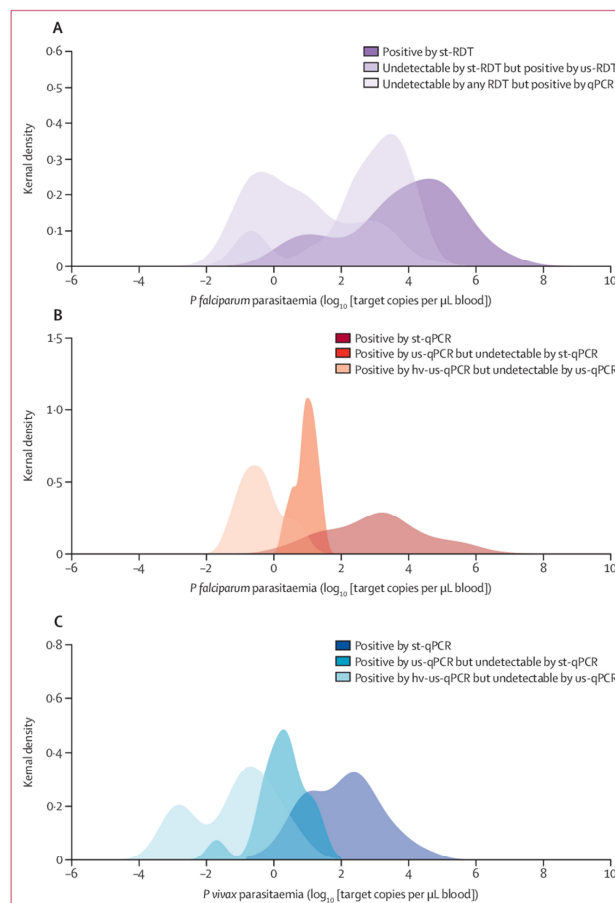 A
0·6
0·5
0·4
0·3
0·2
0·1
0
Kernal density
Positive by st-RDT
Undetectable by st-RDT but positive by us-RDT
Undetectable by any RDT but positive by qPCR
−6 −4 −2 0 2 4 6 8 10
P falciparum parasitaemia (log10 [target copies per μL blood])
B
1·5
1·0
0·5
0
Kernal density
Positive by st-qPCR
Positive by us-qPCR but undetectable by st-qPCR
Positive by hv-us-qPCR but undetectable by us-qPCR
−6 −4 −2 0 2 4 6 8 10
P falciparum parasitaemia (log10 [target copies per μL blood])
C
0·8
0·6
0·4
0·2
0
Kernal density
Positive by st-qPCR
Positive by us-qPCR but undetectable by st-qPCR
Positive by hv-us-qPCR but undetectable by us-qPCR
−6 −4 −2 0 2 4 6 8 10
P vivax parasitaemia (log10 [target copies per μL blood])